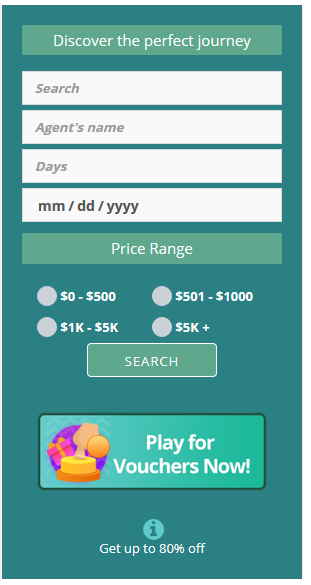 Discover the perfect journey
Search
Agent's name
Days
mm / dd / yyyy
Price Range
$0 - $500 $501 - $1000
$1K - $5K $5K +
SEARCH
Play for
Vouchers Now!
i
Get up to 80% off